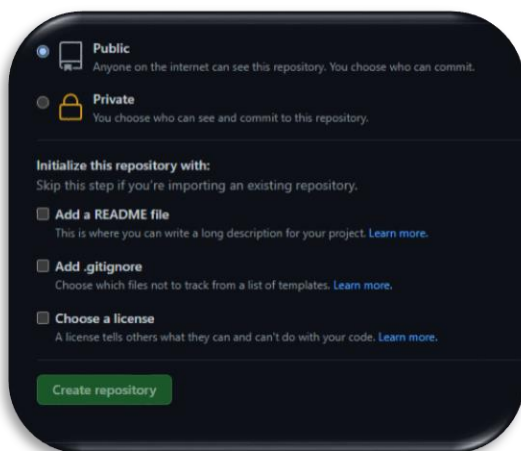 Public
Anyone on the internet can see this repository. You choose who can commit.
Private
You choose who can see and commit to this repository.
Initialize this repository with:
Skip this step if you're importing an existing repository.
Add a README file
This is where you can write a long description for your project. Learn more.
Add .gitignore
Choose which files not to track from a list of templates. Learn more.
Choose a license
A license tells others what they can and can't do with your code. Learn more.
Create repository